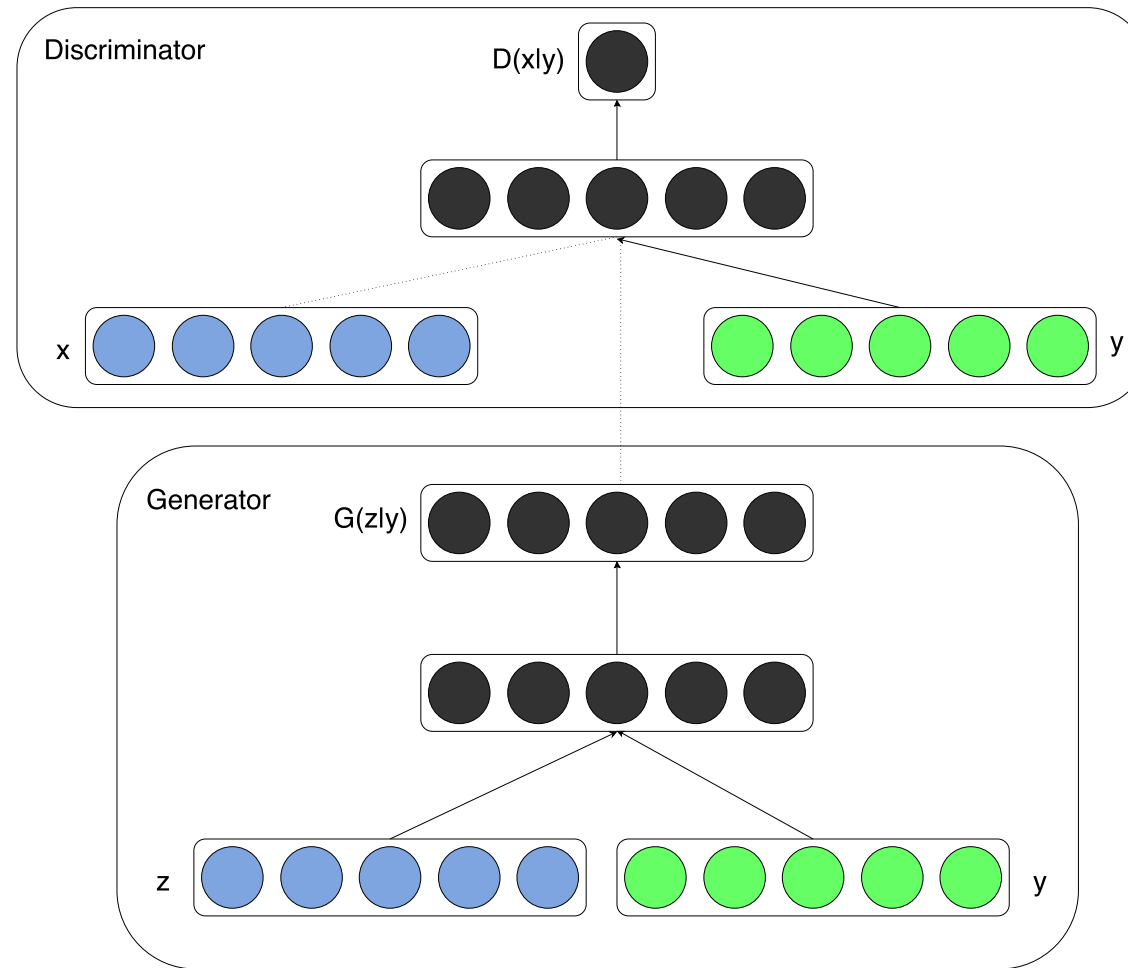 Discriminator
D(x|y)
x
y
Generator
G(z|y)
z
y